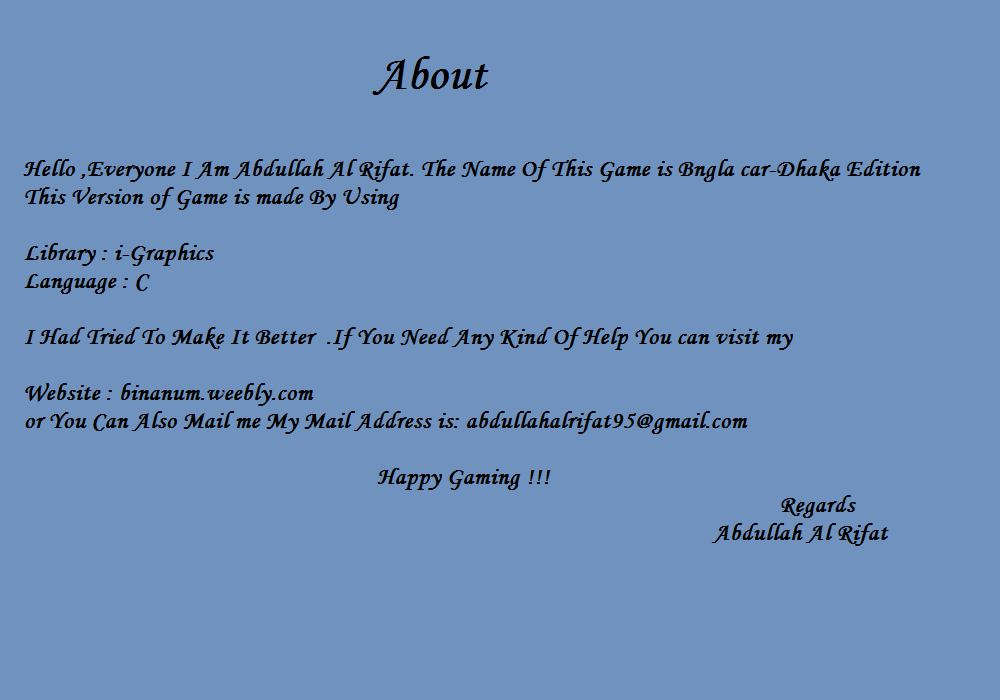 About
Hello ,Everyone I Am Abdullah Al Rifat. The Name Of This Game is Bngla car-Dhaka Edition
This Version of Game is made By Using
Library : i-Graphics
Language : C
I Had Tried To Make It Better  .If You Need Any Kind Of Help You can visit my
Website : binanum.weebly.com
or You Can Also Mail me My Mail Address is: abdullahalrifat95@gmail.com
Happy Gaming !!!
Regards
Abdullah Al Rifat